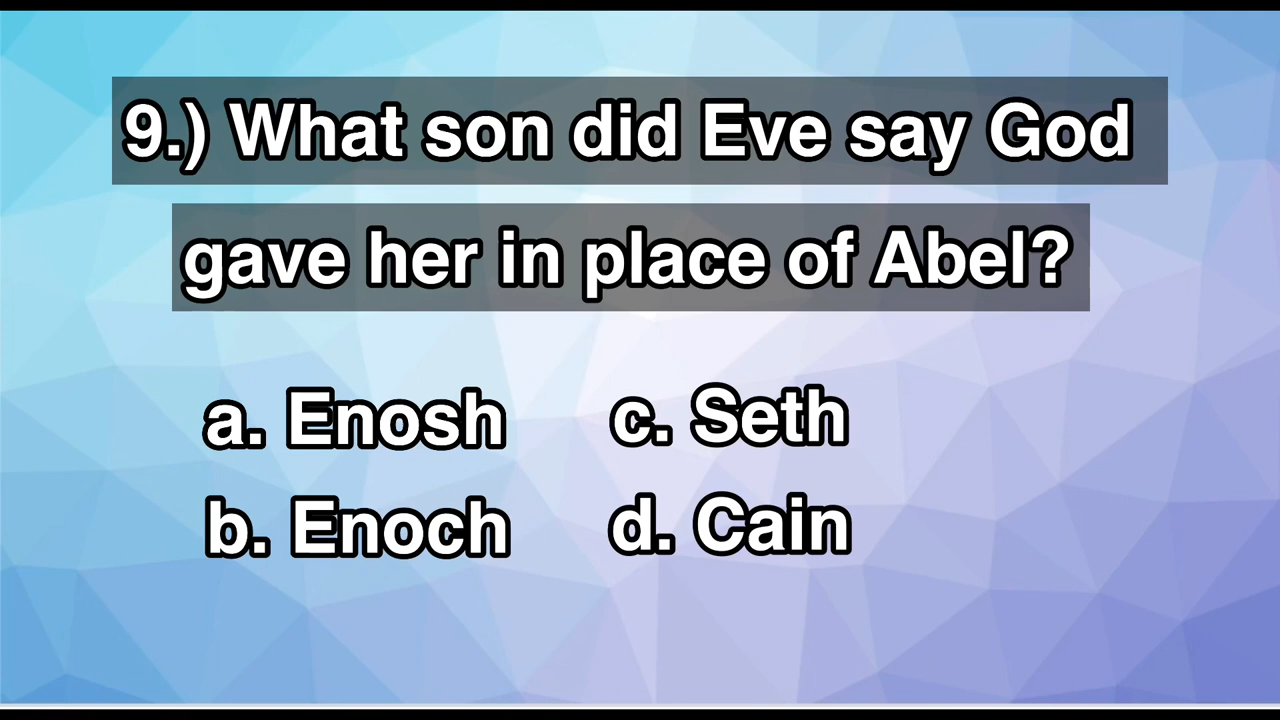 9.) What son did Eve say God
gave her in place of Abel?
a. Enosh
b. Enoch
c. Seth
d. Cain